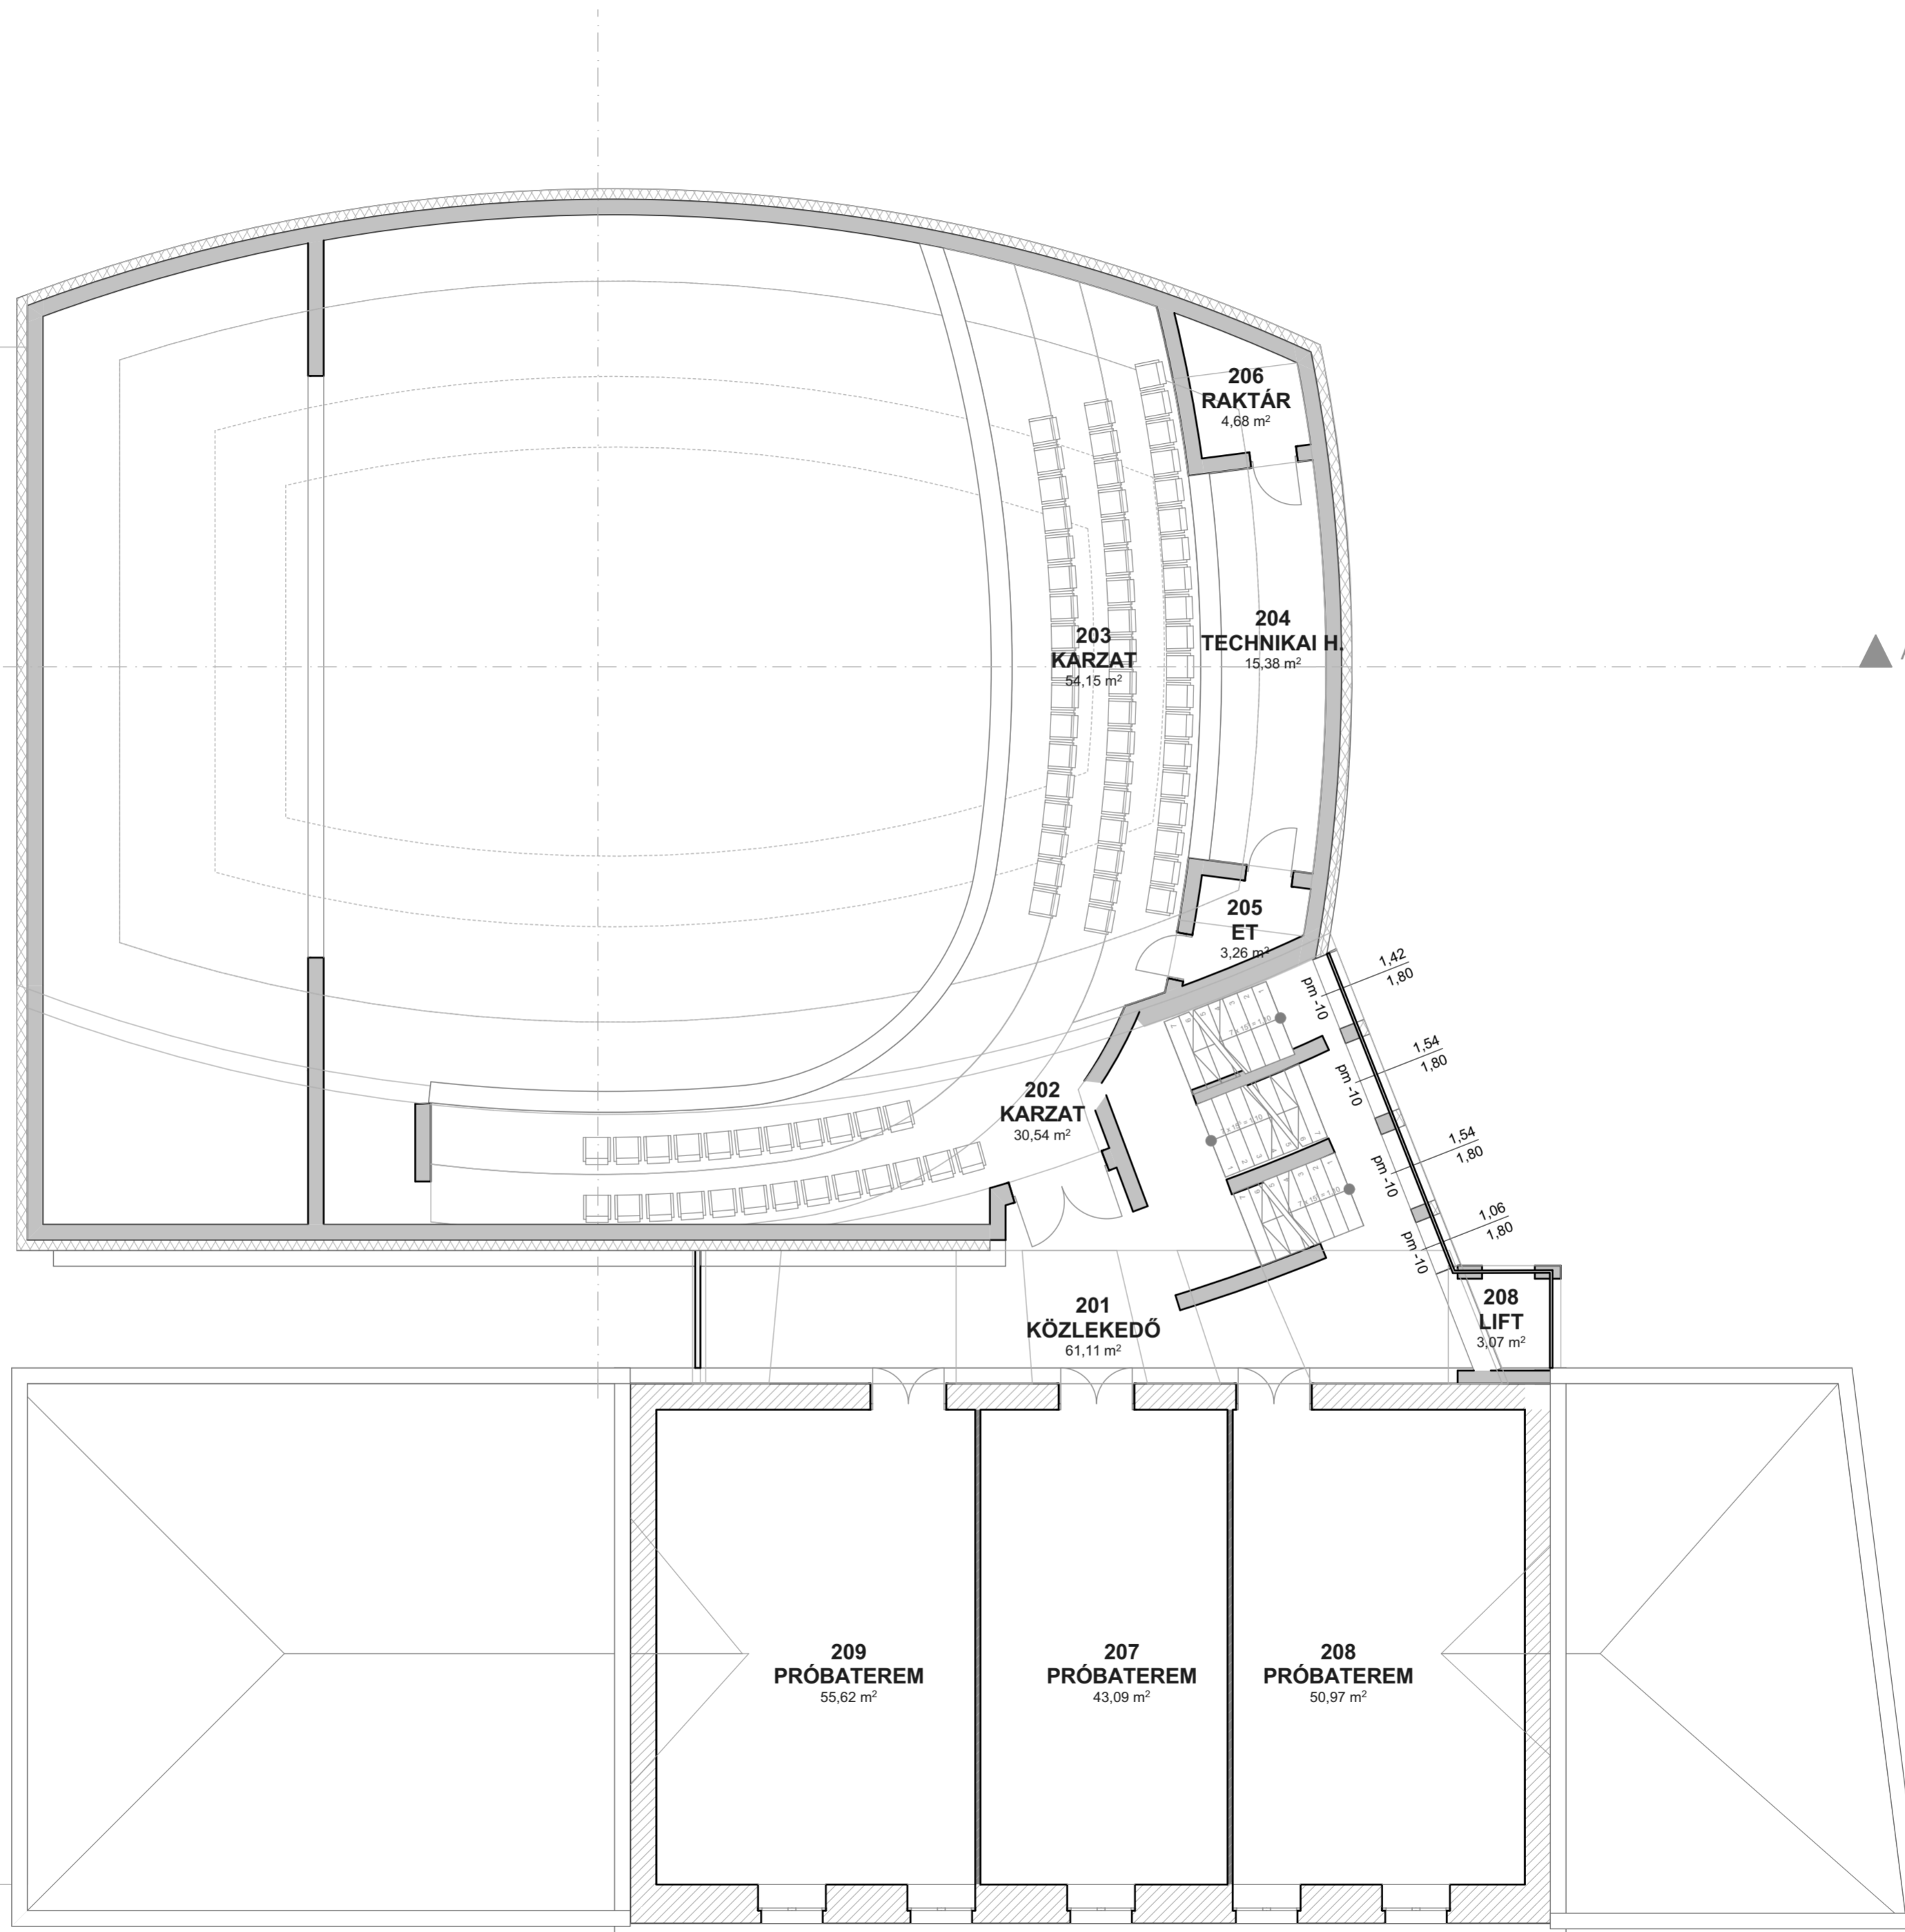 206
RAKTÁR
4,68 m²
204
TECHNIKAI H.
15,38 m²
203
KARZAT
54,15 m²
205
ET
3,26 m²
1,42
1,80
pm -10
1,54
1,80
pm -10
1,54
1,80
pm -10
1,06
1,80
pm -10
202
KARZAT
30,54 m²
201
KÖZLEKEDŐ
61,11 m²
208
LIFT
3,07 m²
209
PRÓBATEREM
55,62 m²
207
PRÓBATEREM
43,09 m²
208
PRÓBATEREM
50,97 m²